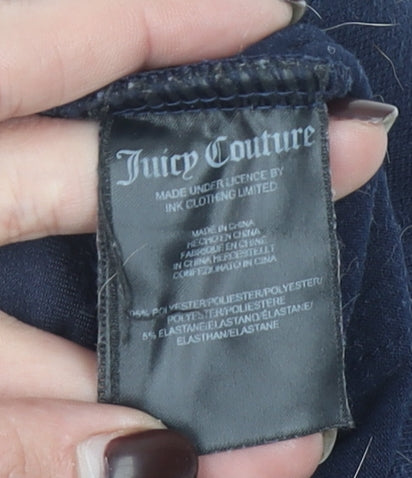 Juicy Couture
MADE UNDER LICENCE BY
INK CLOTHING LIMITED
MADE IN CHINA
HECHO EN CHINA
FABRIQUÉ EN CHINE
IN CHINA HERGESTELLT
CONFEZIONATO IN CINA
95% POLYESTER/POLIESTER/POLYESTER/
POLYESTER/POLIESTERE
5% ELASTANE/ELASTANO/ÉLASTANE/
ELASTHAN/ELASTANE